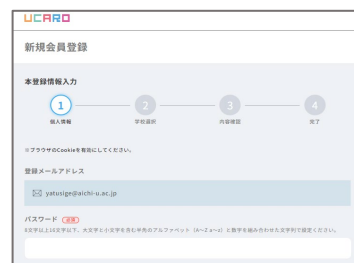 UCARO
新規会員登録
本登録情報入力
1 2 3 4
個人情報 学校選択 内容確認 完了
※ブラウザのCookieを有効にしてください。
登録メールアドレス
yatusige@aichi-u.ac.jp
パスワード 必須
8文字以上16文字以下、大文字と小文字を含む半角のアルファベット（A～Z a～z）と数字を組み合わせた文字列で設定ください。